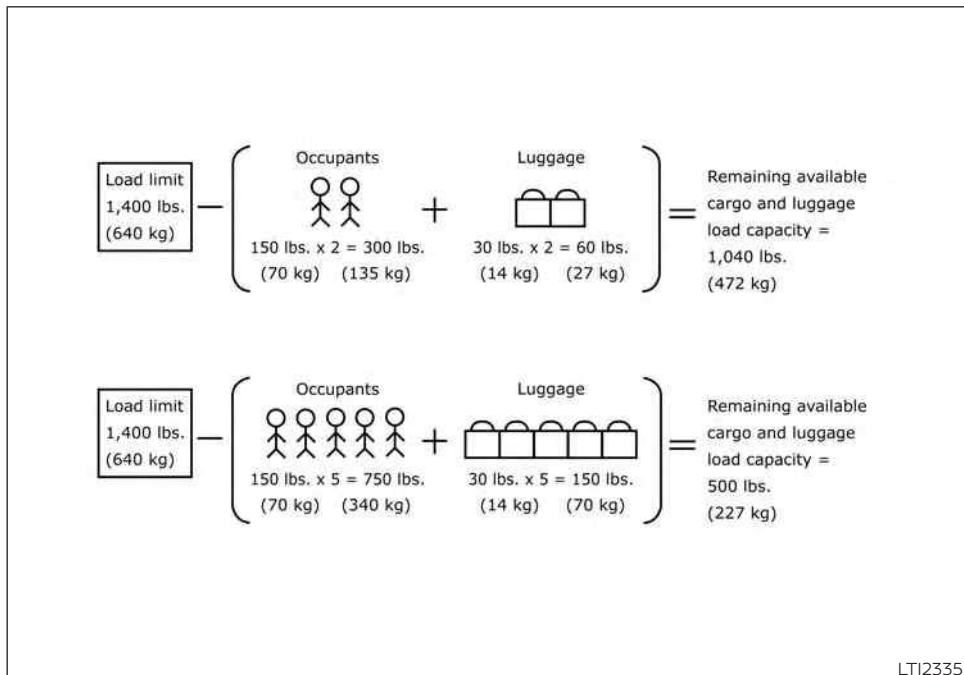 Occupants
Luggage
Load limit
1,400 lbs.
(640 kg)
150 lbs. x 2 = 300 lbs.
(70 kg) (135 kg)
30 lbs. x 2 = 60 lbs.
(14 kg) (27 kg)
Remaining available
cargo and luggage
load capacity =
1,040 lbs.
(472 kg)
Occupants
Luggage
Load limit
1,400 lbs.
(640 kg)
150 lbs. x 5 = 750 lbs.
(70 kg) (340 kg)
30 lbs. x 5 = 150 lbs.
(14 kg) (70 kg)
Remaining available
cargo and luggage
load capacity =
500 lbs.
(227 kg)
LTI2335